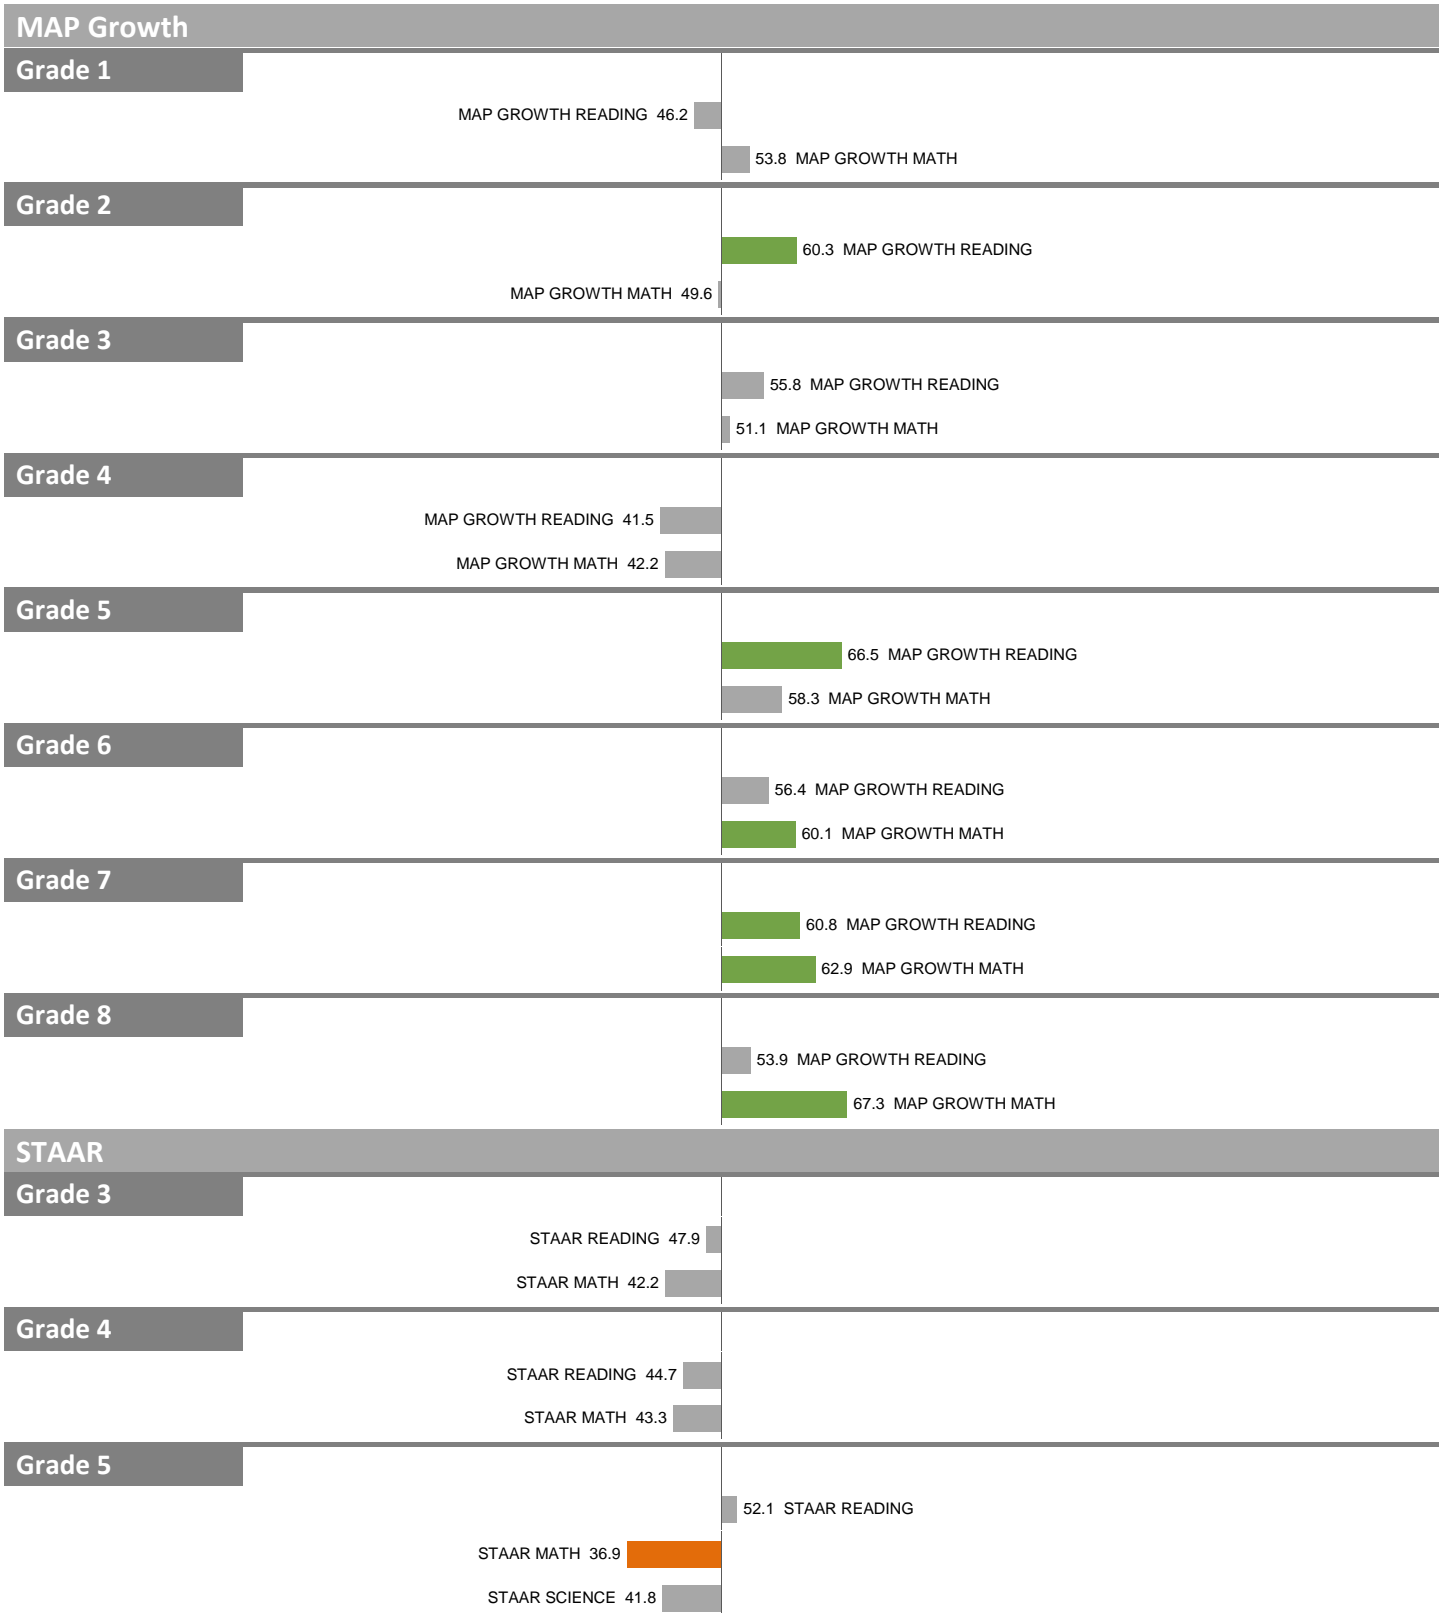 MAP Growth
Grade 1
MAP GROWTH READING 46.2
53.8 MAP GROWTH MATH
Grade 2
60.3 MAP GROWTH READING
MAP GROWTH MATH 49.6
Grade 3
55.8 MAP GROWTH READING
51.1 MAP GROWTH MATH
Grade 4
MAP GROWTH READING 41.5
MAP GROWTH MATH 42.2
Grade 5
66.5 MAP GROWTH READING
58.3 MAP GROWTH MATH
Grade 6
56.4 MAP GROWTH READING
60.1 MAP GROWTH MATH
Grade 7
60.8 MAP GROWTH READING
62.9 MAP GROWTH MATH
Grade 8
53.9 MAP GROWTH READING
67.3 MAP GROWTH MATH
STAAR
Grade 3
STAAR READING 47.9
STAAR MATH 42.2
Grade 4
STAAR READING 44.7
STAAR MATH 43.3
Grade 5
52.1 STAAR READING
STAAR MATH 36.9
STAAR SCIENCE 41.8